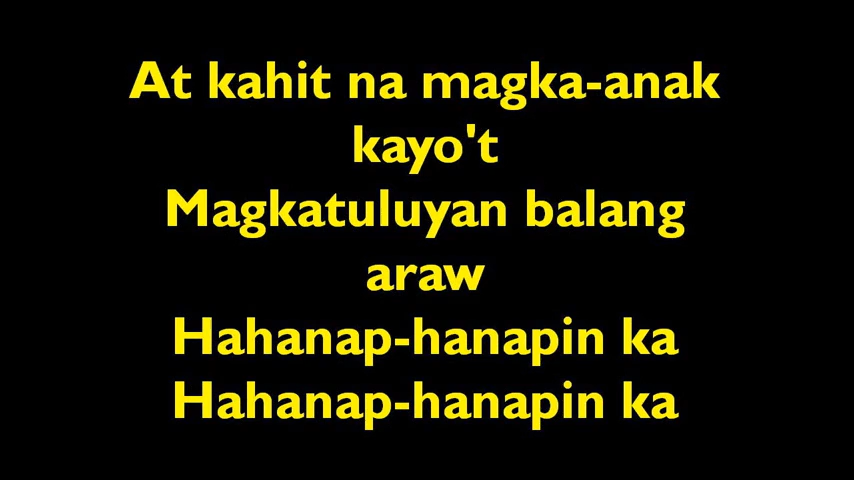 At kahit na magka-anak
kayo't
Magkatuluyan balang
araw
Hahanap-hanapin ka
Hahanap-hanapin ka